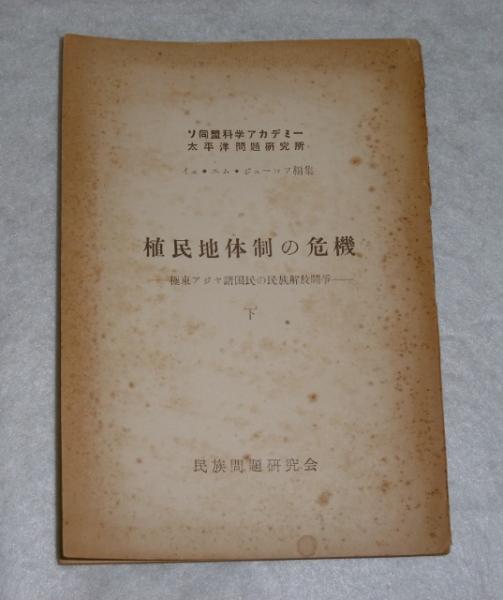 ソ同盟科学アカデミー
太平洋問題研究所
イェ・エム・ジューコフ編集
植民地体制の危機
——極東アジヤ諸国民の民族解放闘爭——
下
民族問題研究会